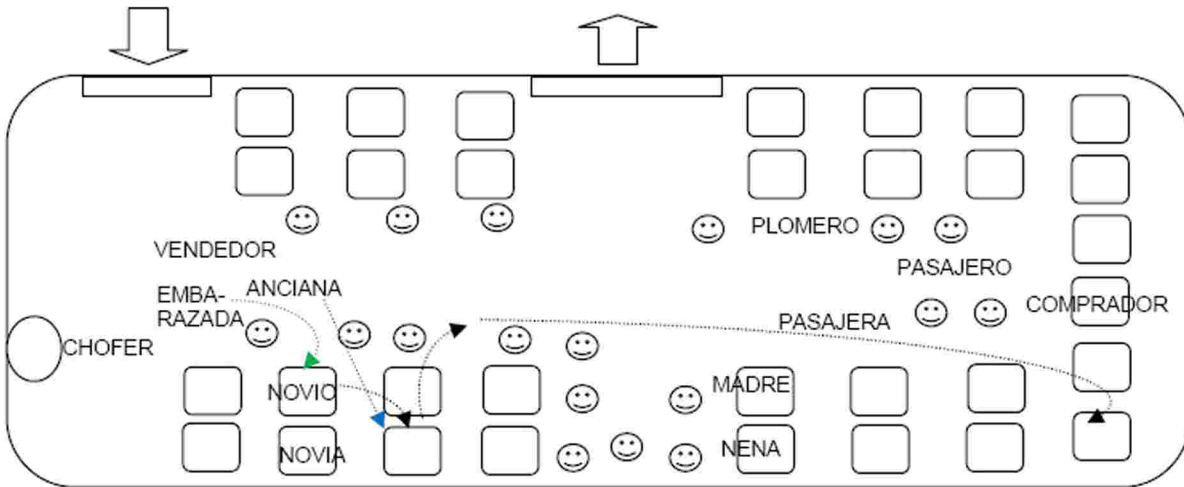 PLOMERO
VENDEDOR
PASAJERO
EMBA-
RAZADA
ANCIANA
COMPRADOR
PASAJERA
CHOFER
NOVIO
MADRE
NOVIA
NENA